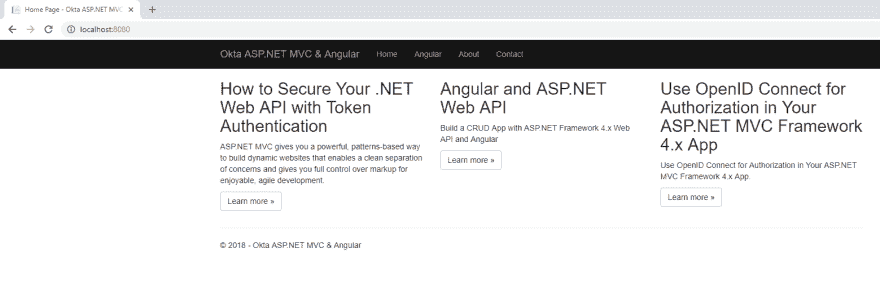 Home Page - Okta ASP.NET MVC
localhost:8080
Okta ASP.NET MVC & Angular Home Angular About Contact
How to Secure Your .NET
Web API with Token
Authentication
ASP.NET MVC gives you a powerful, patterns-based way
to build dynamic websites that enables a clean separation
of concerns and gives you full control over markup for
enjoyable, agile development.
Learn more »
Angular and ASP.NET
Web API
Build a CRUD App with ASP.NET Framework 4.x Web
API and Angular
Learn more »
Use OpenID Connect for
Authorization in Your
ASP.NET MVC Framework
4.x App
Use OpenID Connect for Authorization in Your ASP.NET
MVC Framework 4.x App.
Learn more »
© 2018 - Okta ASP.NET MVC & Angular